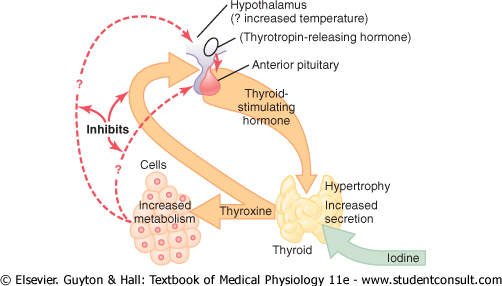 Hypothalamus
(? increased temperature)
(Thyrotropin-releasing hormone)
Anterior pituitary
?
Thyroid-
stimulating
hormone
Inhibits
?
Cells
Increased
metabolism
Thyroxine
Hypertrophy
Increased
secretion
Thyroid
Iodine
© Elsevier. Guyton & Hall: Textbook of Medical Physiology 11e - www.studentconsult.com